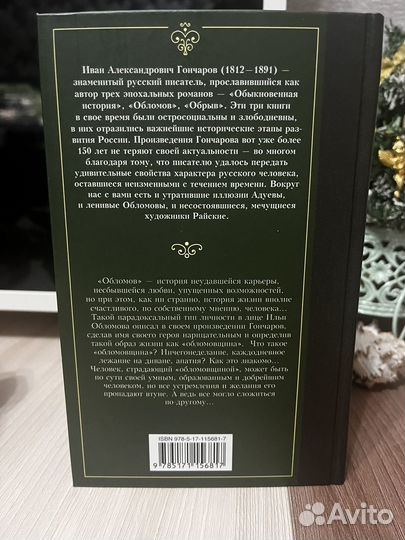 Иван Александрович Гончаров (1812–1891) —
знаменитый русский писатель, прославившийся как
автор трех эпохальных романов — «Обыкновенная
история», «Обломов», «Обрыв». Эти три книги
в свое время были остросоциальны и злободневны,
в них отразились важнейшие исторические этапы раз-
вития России. Произведения Гончарова вот уже более
150 лет не теряют своей актуальности — во многом
благодаря тому, что писателю удалось передать
удивительные свойства характера русского человека,
оставшиеся неизменными с течением времени. Вокруг
нас с вами есть и утратившие иллюзии Адуевы,
и ленивые Обломовы, и несостоявшиеся, мечущиеся
художники Райские.
«Обломов» — история неудавшейся карьеры,
несбывшейся любви, упущенных возможностей,
но при этом, как ни странно, история жизни вполне
счастливого, по собственному мнению, человека...
Такой парадоксальный тип личности в лице Ильи
Обломова описал в своем произведении Гончаров,
сделав имя своего героя нарицательным и определив
такой образ жизни как «обломовщина». Что такое
«обломовщина»? Ничегонеделание, каждодневное
лежание на диване, апатия? Как это знакомо...
Человек, страдающий «обломовщиной», может быть
по сути своей умным, образованным и добрейшим
человеком, но все устремления и желания его
пропадают втуне. А ведь все могло сложиться
по-другому...
ISBN 978-5-17-115681-7
9 785171 156817
Avito